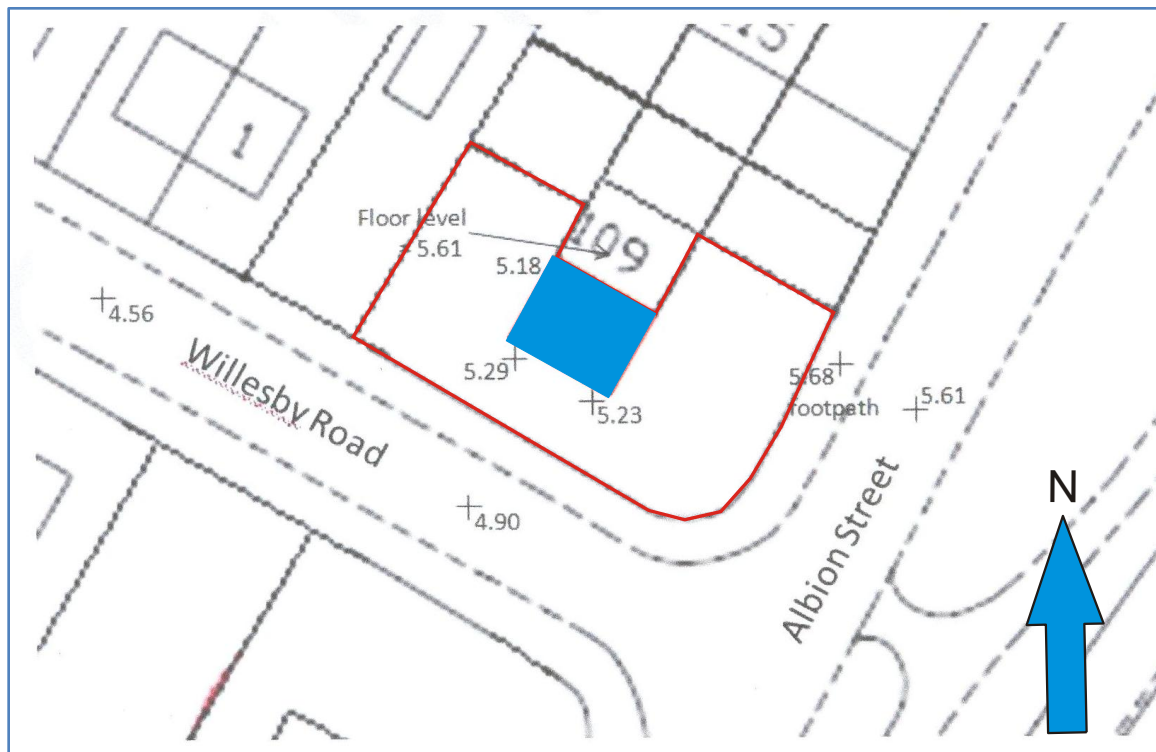 1
Floor level
= 5.61
109
5.18
4.56
Willesby Road
5.29
5.23
5.68
footpath
5.61
4.90
Albion Street
N